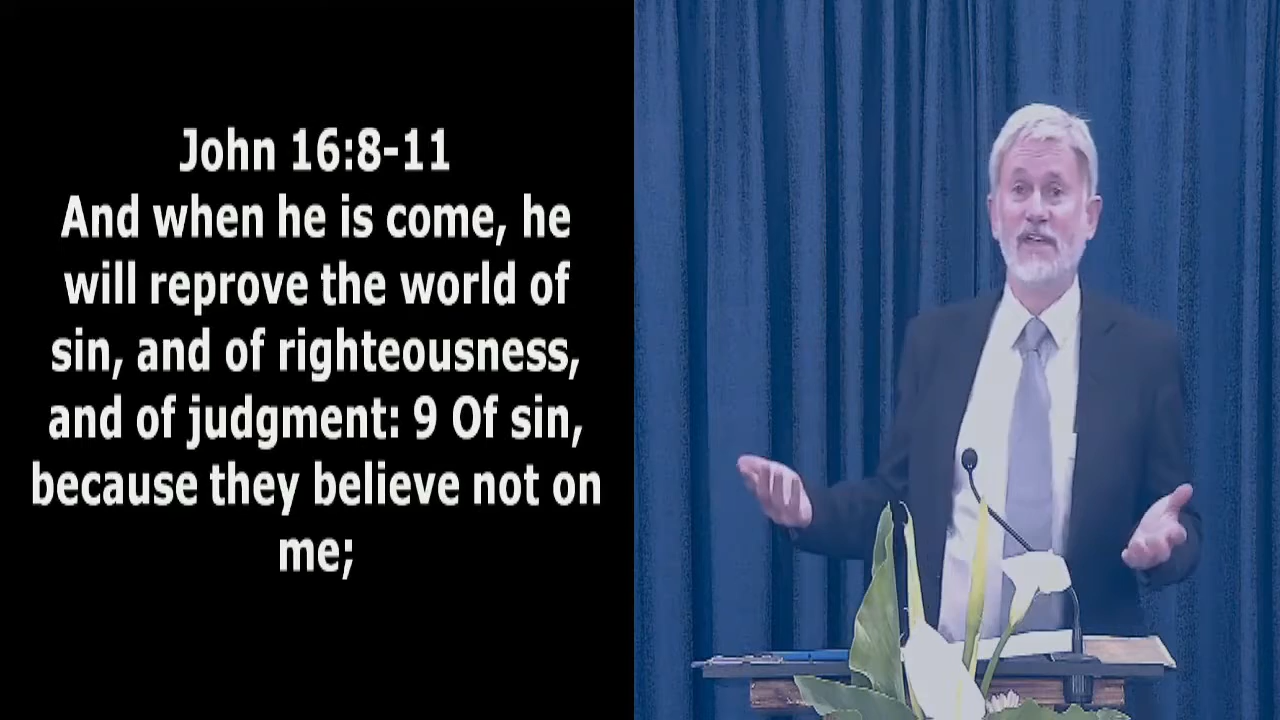 John 16:8-11
And when he is come, he
will reprove the world of
sin, and of righteousness,
and of judgment: 9 Of sin,
because they believe not on
me;